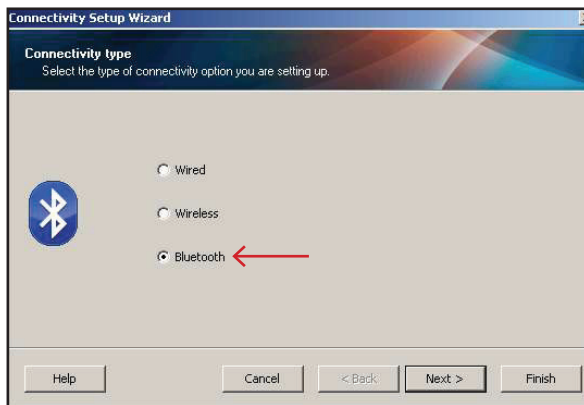 Connectivity Setup Wizard
Connectivity type
Select the type of connectivity option you are setting up.
Wired
Wireless
Bluetooth
Help
Cancel
< Back
Next >
Finish